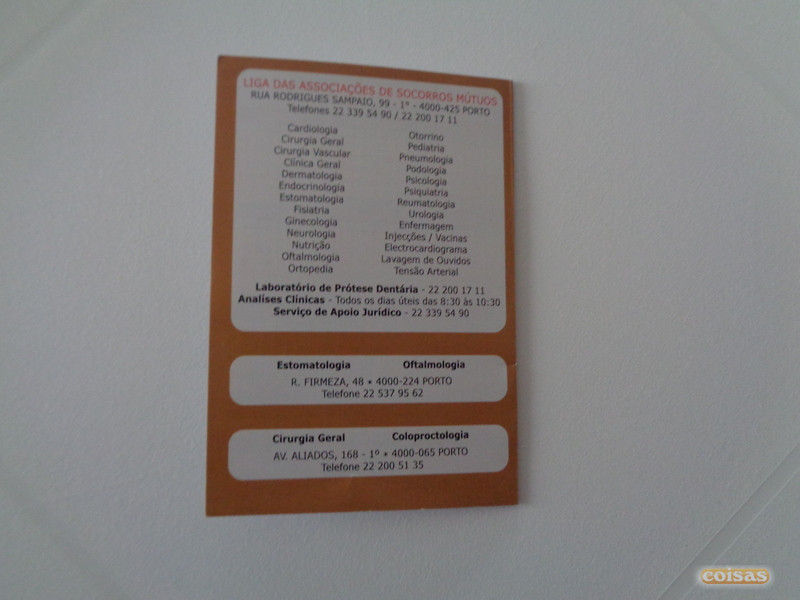 LIGA DAS ASSOCIAÇÕES DE SOCORROS MÚTUOS
RUA RODRIGUES SAMPAIO, 99 - 1º - 4000-425 PORTO
Telefones 22 339 54 90 / 22 200 17 11
Cardiologia
Cirurgia Geral
Cirurgia Vascular
Clínica Geral
Dermatologia
Endocrinologia
Estomatologia
Fisiatria
Ginecologia
Neurologia
Nutrição
Oftalmologia
Ortopedia
Otorrino
Pediatria
Pneumologia
Podologia
Psicologia
Psiquiatria
Reumatologia
Urologia
Enfermagem
Injecções / Vacinas
Electrocardiograma
Lavagem de Ouvidos
Tensão Arterial
Laboratório de Prótese Dentária - 22 200 17 11
Analises Clínicas - Todos os dias úteis das 8:30 às 10:30
Serviço de Apoio Jurídico - 22 339 54 90
Estomatologia Oftalmologia
R. FIRMEZA, 48 • 4000-224 PORTO
Telefone 22 537 95 62
Cirurgia Geral Coloproctologia
AV. ALIADOS, 168 - 1º • 4000-065 PORTO
Telefone 22 200 51 35
coisas